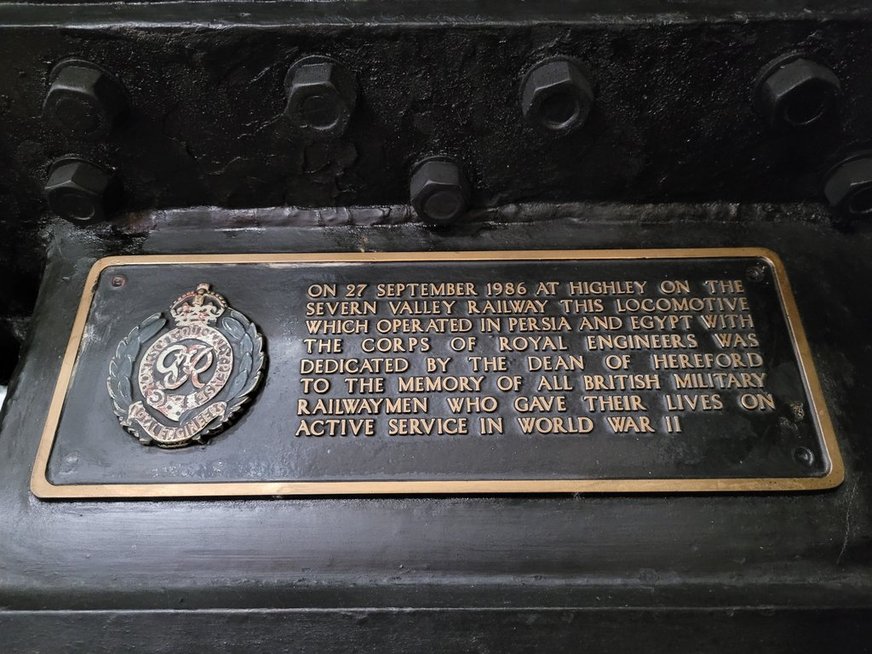 ON 27 SEPTEMBER 1986 AT HIGHLEY ON THE
SEVERN VALLEY RAILWAY THIS LOCOMOTIVE
WHICH OPERATED IN PERSIA AND EGYPT WITH
THE CORPS OF ROYAL ENGINEERS WAS
DEDICATED BY THE DEAN OF HEREFORD
TO THE MEMORY OF ALL BRITISH MILITARY
RAILWAYMEN WHO GAVE THEIR LIVES ON
ACTIVE SERVICE IN WORLD WAR II